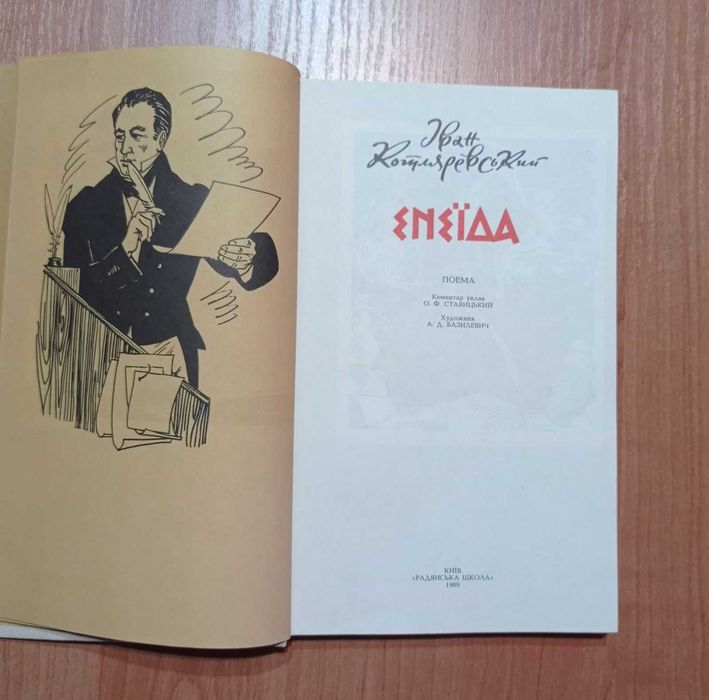 Іван
Котляревський
ЕНЕЇДА
ПОЕМА
Коментар уклав
О. Ф. СТАВИЦЬКИЙ
Художник
А. Д. БАЗИЛЕВИЧ
КИЇВ
«РАДЯНСЬКА ШКОЛА»
1989